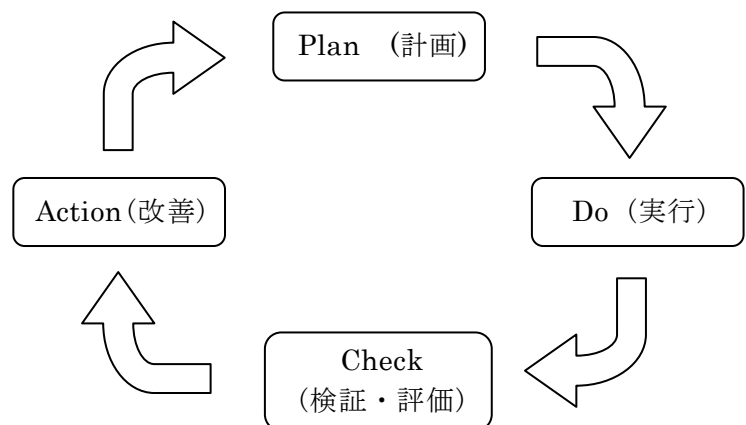 Plan　(計画)
Action(改善)
Do（実行）
Check
（検証・評価）